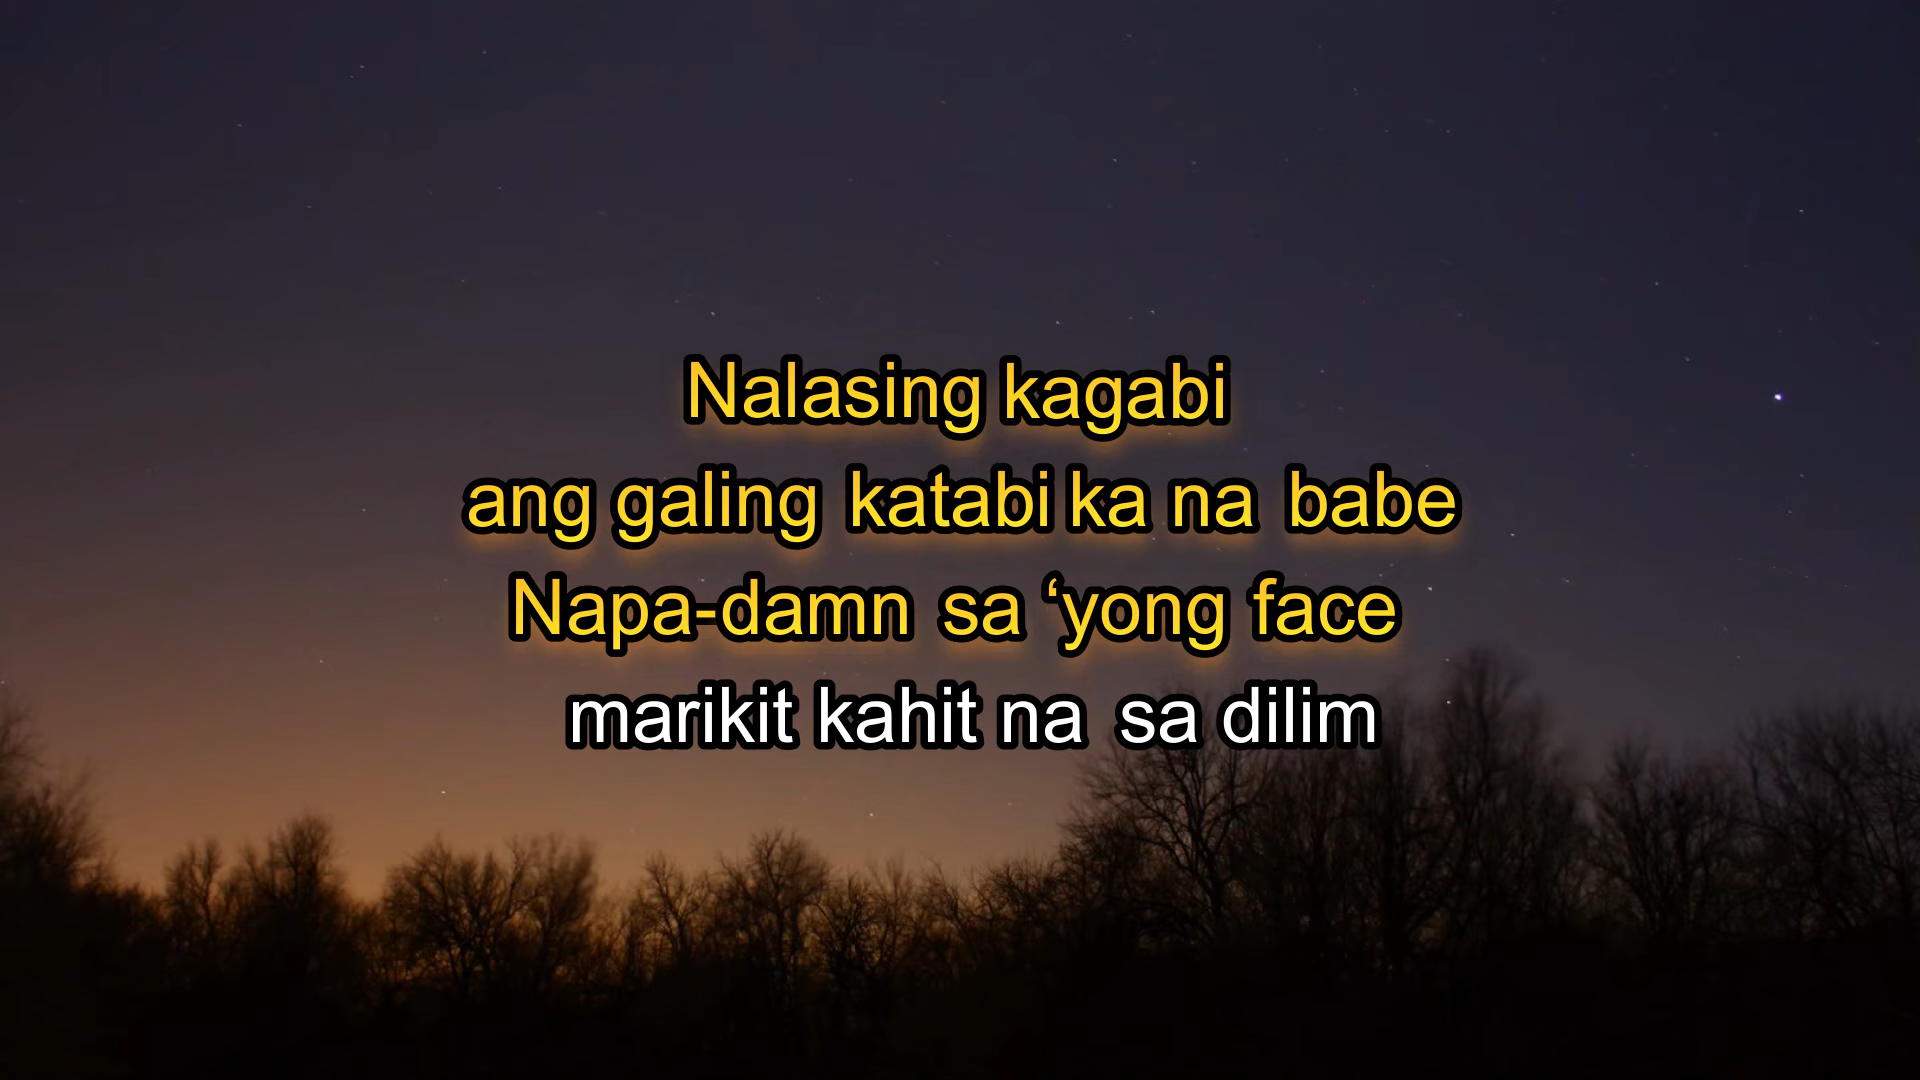 Nalasing kagabi
ang galing katabi ka na babe
Napa-damn sa ‘yong face
marikit kahit na sa dilim